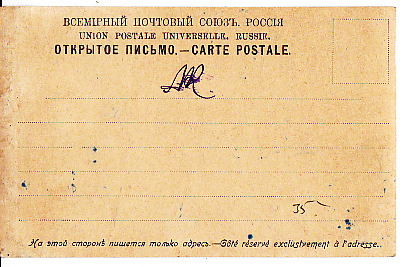 ВСЕМІРНЫЙ ПОЧТОВЫЙ СОЮЗЪ. РОССІЯ
UNION POSTALE UNIVERSELLE. RUSSIE.
ОТКРЫТОЕ ПИСЬМО.—CARTE POSTALE.
35
На этой сторонѣ пишется только адресъ.—Côté réservé exclusivement à l'adresse.